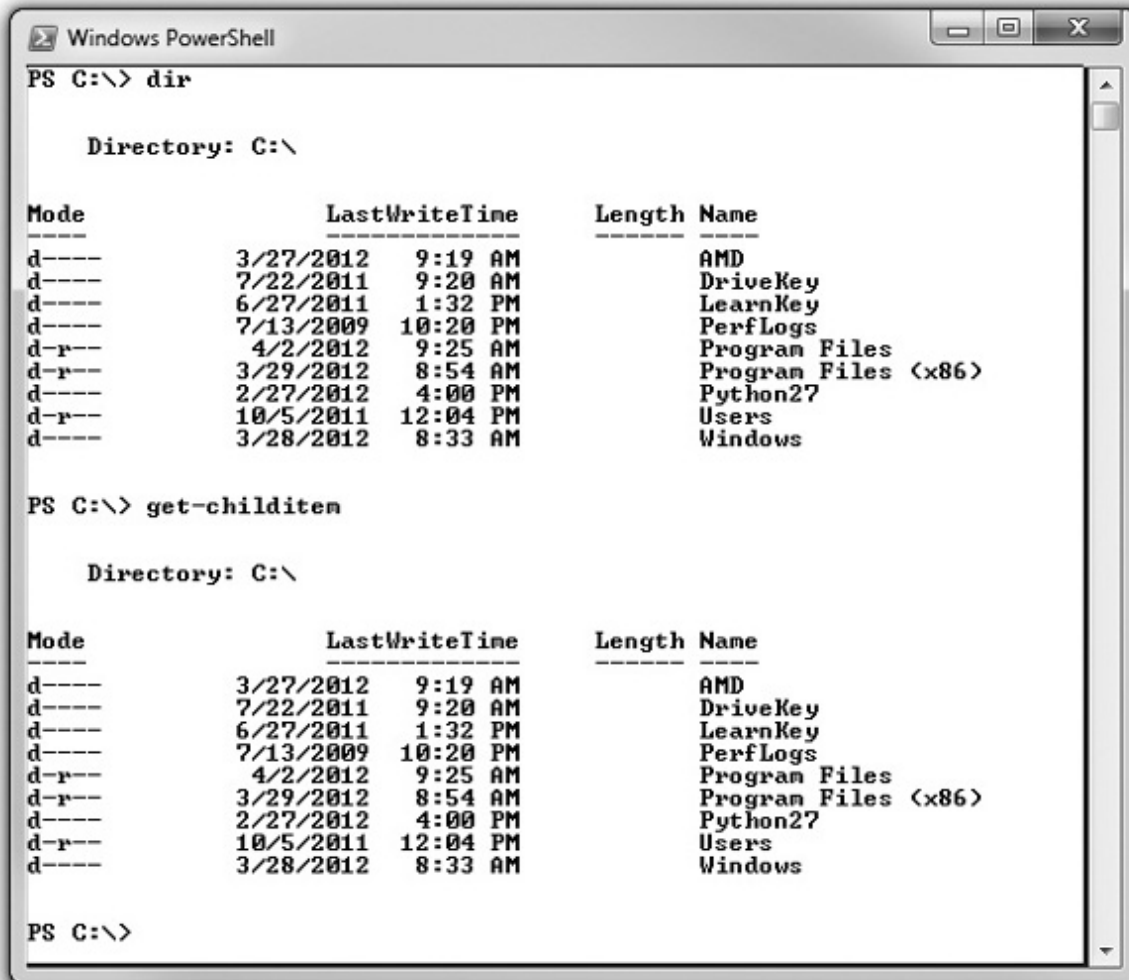 Windows PowerShell
PS C:\> dir
Directory: C:\
Mode                LastWriteTime     Length Name
----                -------------     ------ ----
d----         3/27/2012   9:19 AM            AMD
d----         7/22/2011   9:20 AM            DriveKey
d----         6/27/2011   1:32 PM            LearnKey
d----         7/13/2009  10:20 PM            PerfLogs
d-r--          4/2/2012   9:25 AM            Program Files
d-r--         3/29/2012   8:54 AM            Program Files (x86)
d----         2/27/2012   4:00 PM            Python27
d-r--         10/5/2011  12:04 PM            Users
d----         3/28/2012   8:33 AM            Windows
PS C:\> get-childitem
Directory: C:\
Mode                LastWriteTime     Length Name
----                -------------     ------ ----
d----         3/27/2012   9:19 AM            AMD
d----         7/22/2011   9:20 AM            DriveKey
d----         6/27/2011   1:32 PM            LearnKey
d----         7/13/2009  10:20 PM            PerfLogs
d-r--          4/2/2012   9:25 AM            Program Files
d-r--         3/29/2012   8:54 AM            Program Files (x86)
d----         2/27/2012   4:00 PM            Python27
d-r--         10/5/2011  12:04 PM            Users
d----         3/28/2012   8:33 AM            Windows
PS C:\>